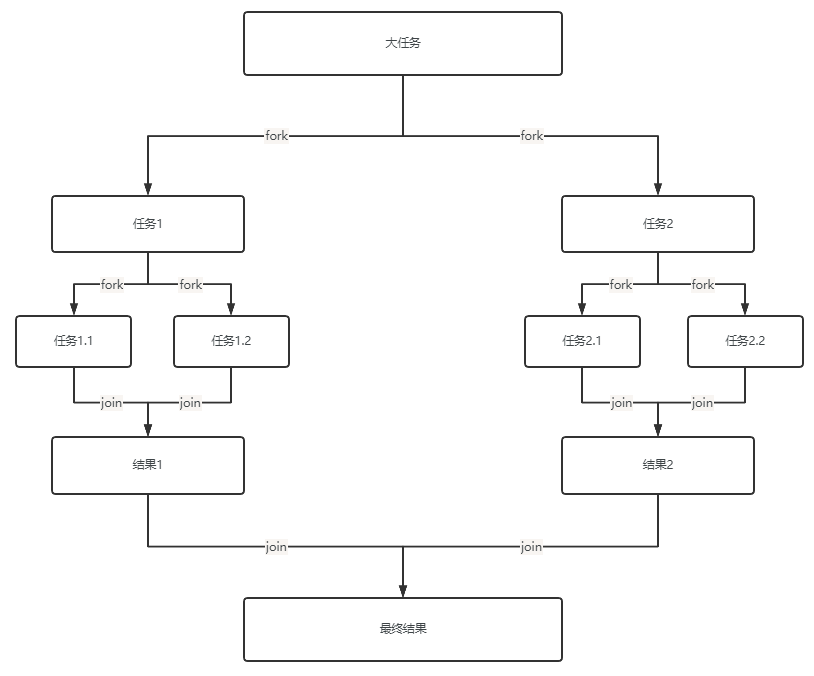 大任务
fork
fork
任务1
任务2
fork
fork
fork
fork
任务1.1
任务1.2
任务2.1
任务2.2
join
join
join
join
结果1
结果2
join
join
最终结果